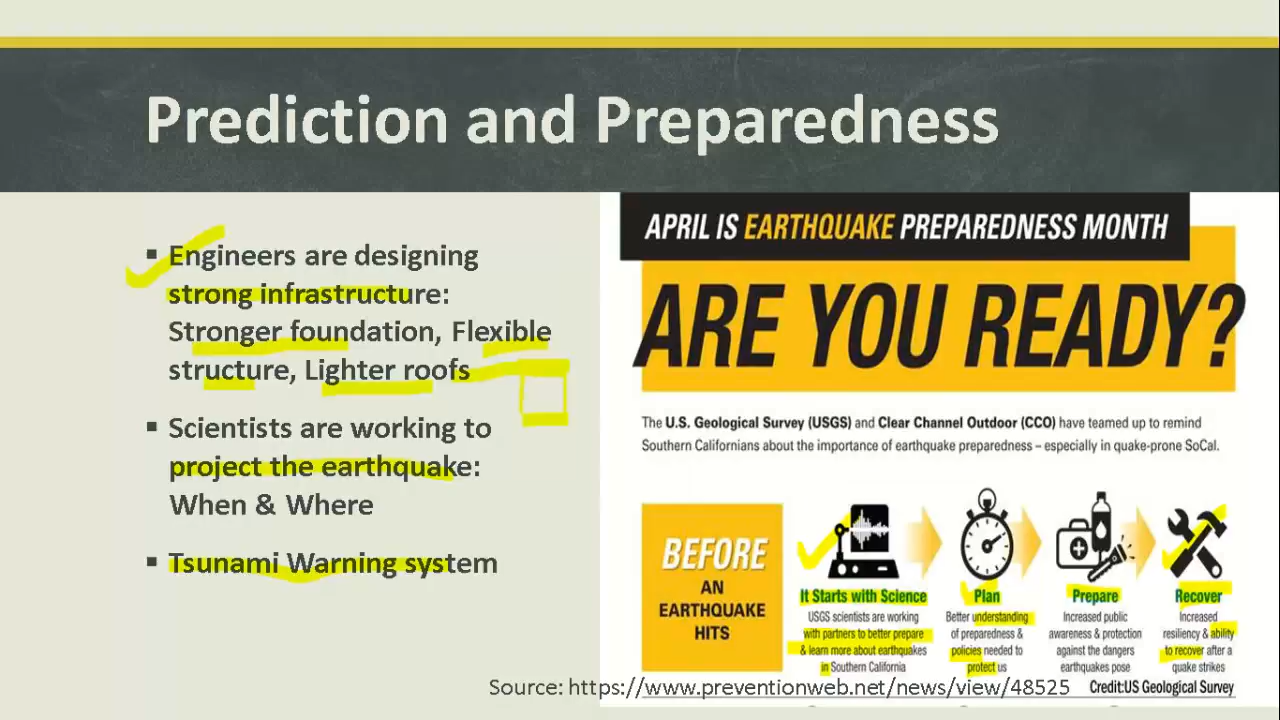 Prediction and Preparedness
▪ Engineers are designing
strong infrastructure:
Stronger foundation, Flexible
structure, Lighter roofs
▪ Scientists are working to
project the earthquake:
When & Where
▪ Tsunami Warning system
APRIL IS EARTHQUAKE PREPAREDNESS MONTH
ARE YOU READY?
The U.S. Geological Survey (USGS) and Clear Channel Outdoor (CCO) have teamed up to remind
Southern Californians about the importance of earthquake preparedness – especially in quake-prone SoCal.
BEFORE
AN
EARTHQUAKE
HITS
It Starts with Science
USGS scientists are working
with partners to better prepare
& learn more about earthquakes
in Southern California
Plan
Better understanding
of preparedness &
policies needed to
protect us
Prepare
Increased public
awareness & protection
against the dangers
earthquakes pose
Recover
Increased
resiliency & ability
to recover after a
quake strikes
Source: https://www.preventionweb.net/news/view/48525
Credit:US Geological Survey